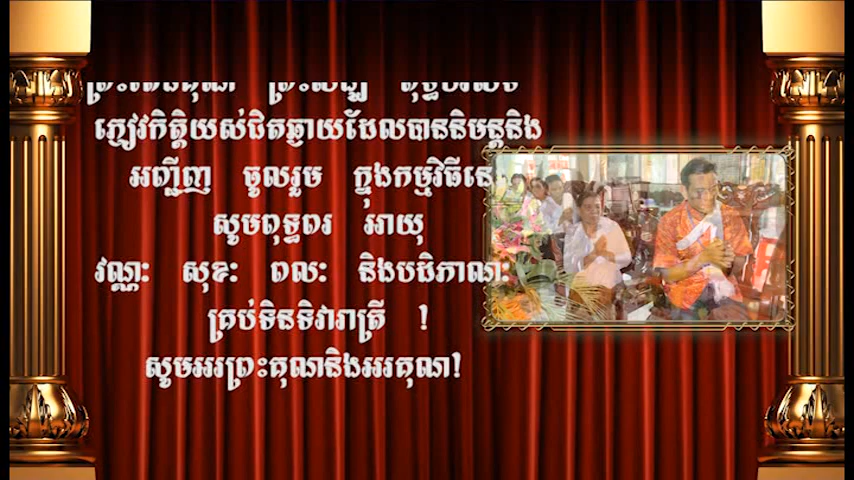 ភ្ញៀវកិត្តិយសជិតឆ្ងាយដែលបាននិមន្តនិង
អញ្ជើញ ចូលរួម ក្នុងកម្មវិធីនេ
សូមពុទ្ធពរ អាយុ
វណ្ណៈ សុខៈ ពលៈ និងបដិភាណៈ
គ្រប់ទិនទិវារាត្រី !
សូមអរព្រះគុណនិងអរគុណ!